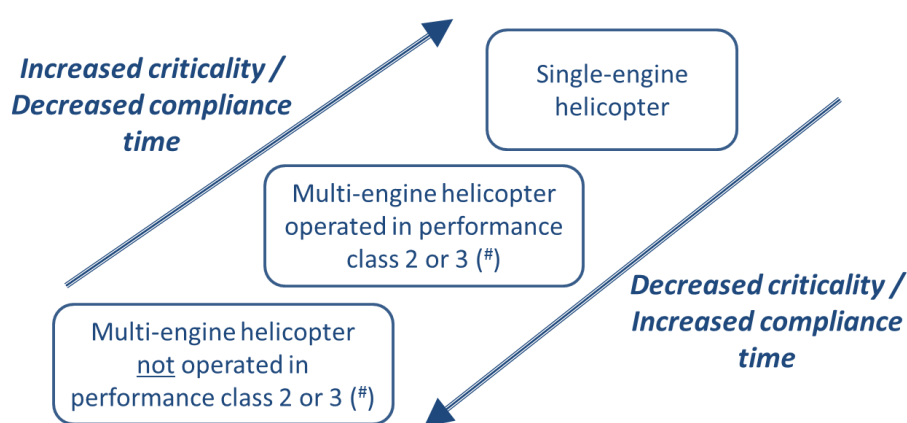 Increased criticality /
Decreased compliance
time
Single-engine
helicopter
Multi-engine helicopter
operated in performance
class 2 or 3 (#)
Decreased criticality /
Increased compliance
time
Multi-engine helicopter
not operated in
performance class 2 or 3 (#)